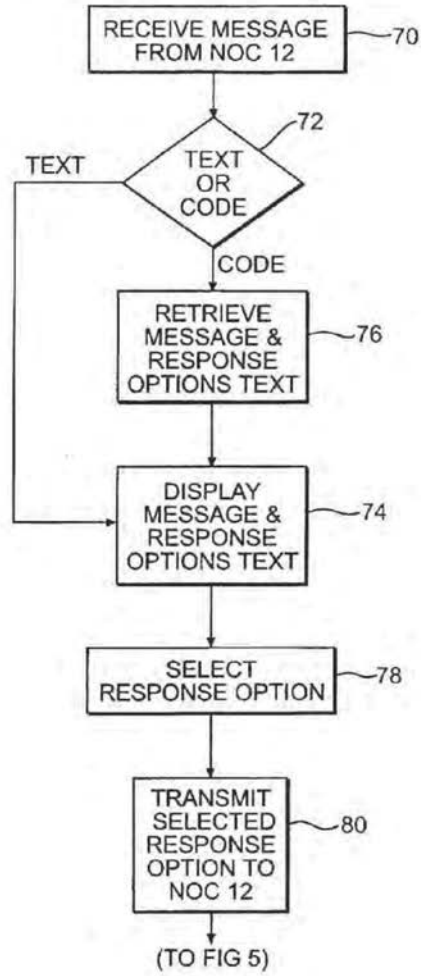 RECEIVE MESSAGE
FROM NOC 12
70
72
TEXT
TEXT
OR
CODE
CODE
RETRIEVE
MESSAGE &
RESPONSE
OPTIONS TEXT
76
DISPLAY
MESSAGE &
RESPONSE
OPTIONS TEXT
74
SELECT
RESPONSE OPTION
78
TRANSMIT
SELECTED
RESPONSE
OPTION TO
NOC 12
80
(TO FIG 5)